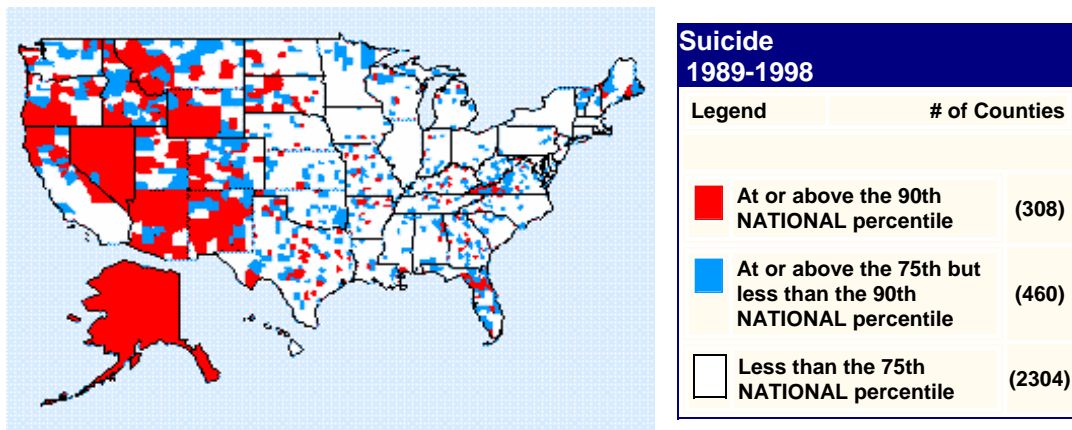 Suicide
1989-1998
Legend # of Counties
At or above the 90th
NATIONAL percentile
(308)
At or above the 75th but
less than the 90th
NATIONAL percentile
(460)
Less than the 75th
NATIONAL percentile
(2304)